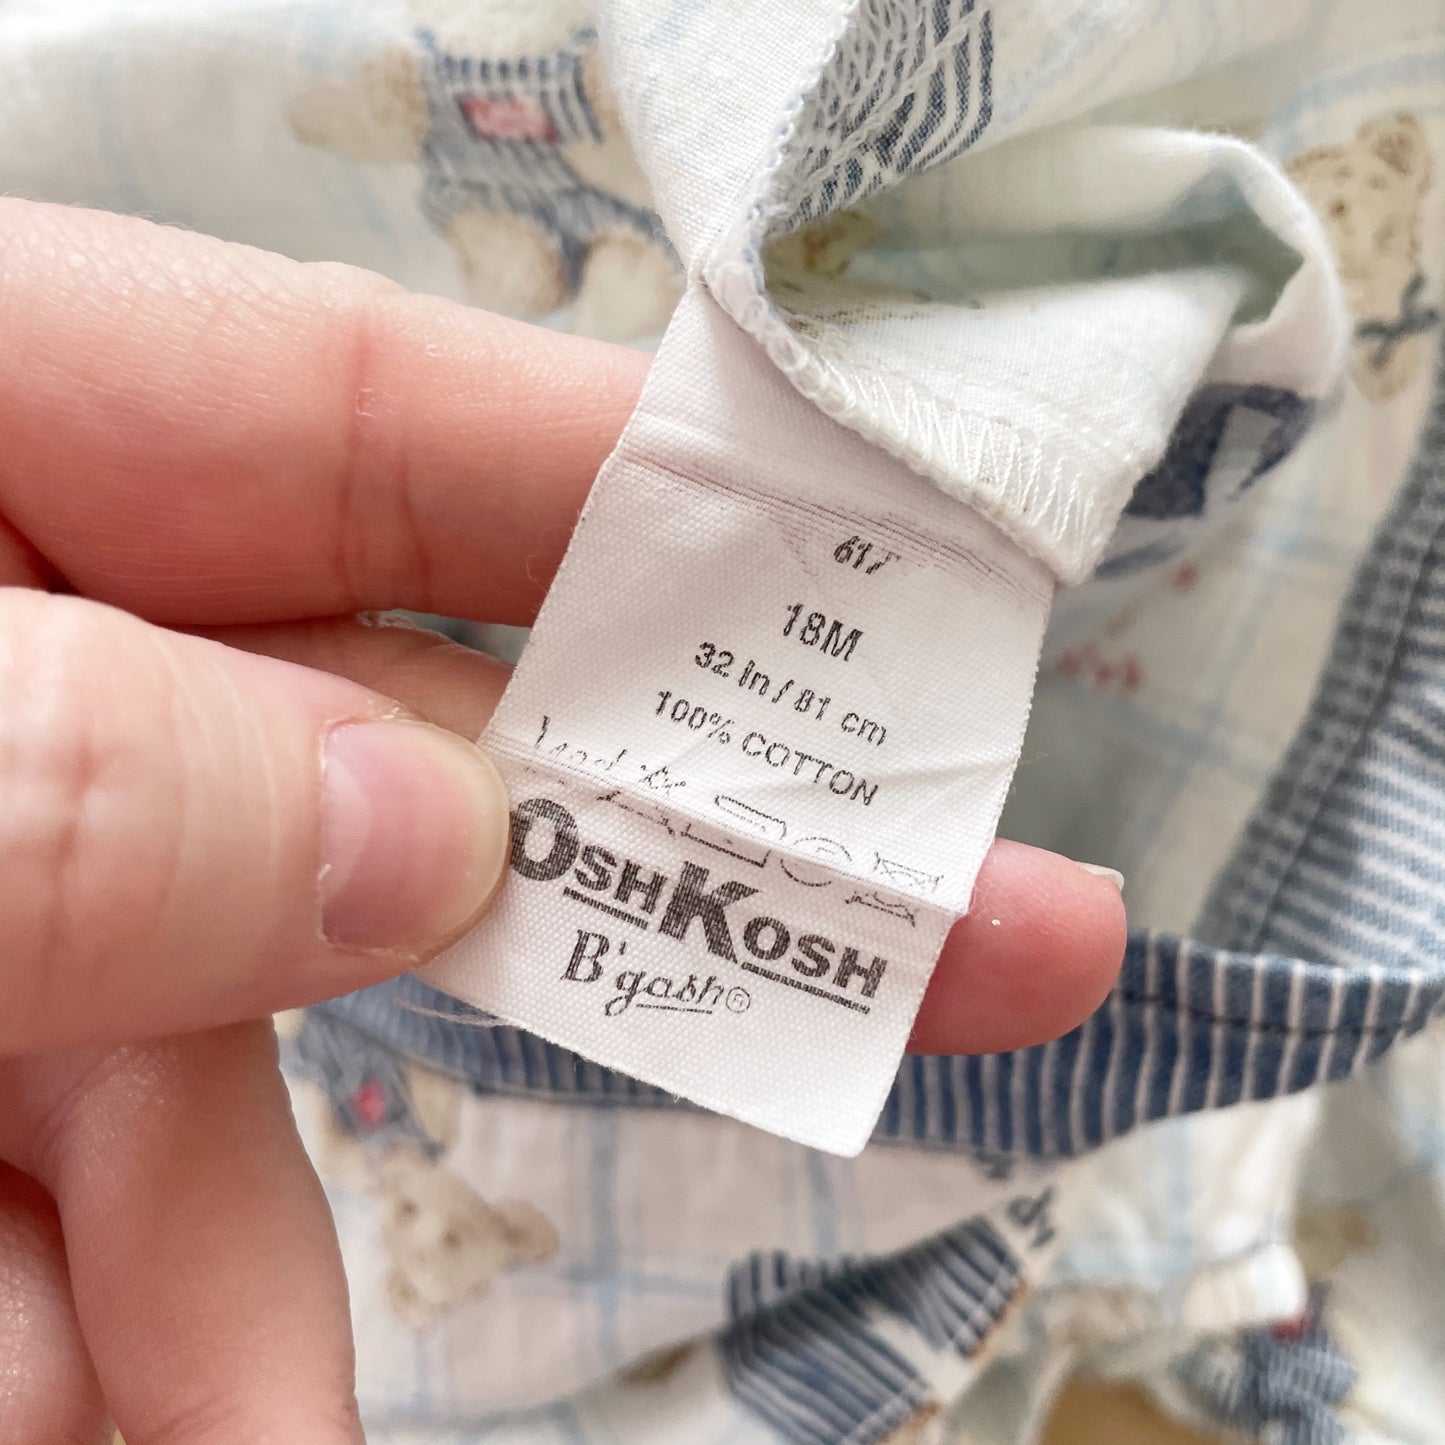 18M
32 In / 81 cm
100% COTTON
OSHKOSH
B'gosh®